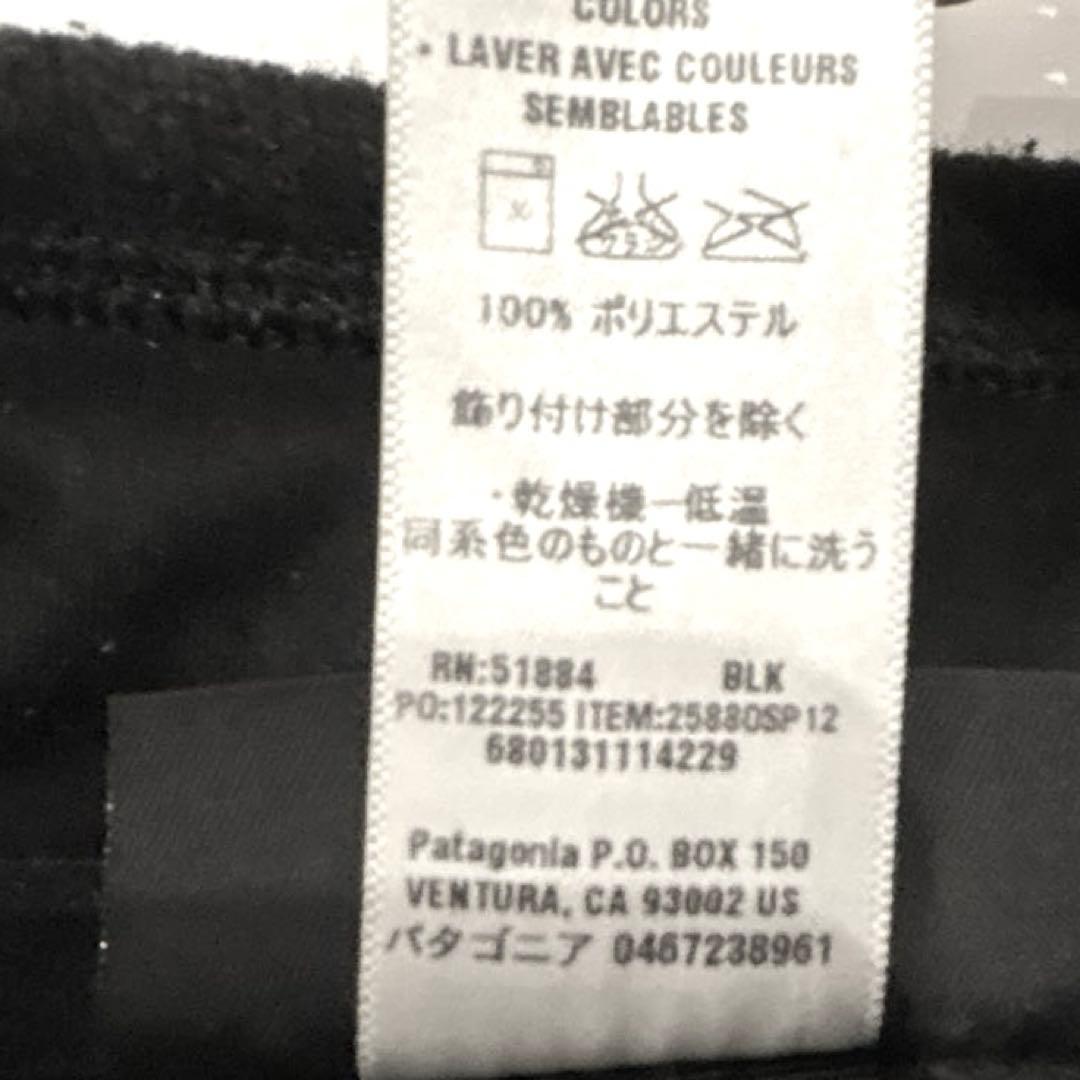 COLORS
• LAVER AVEC COULEURS
SEMBLABLES
100% ポリエステル
飾り付け部分を除く
・乾燥機ー低温
同系色のものと一緒に洗う
こと
RN:51884 BLK
PO:122255 ITEM:25880SP12
680131114229
Patagonia P.O. BOX 150
VENTURA, CA 93002 US
パタゴニア 0467238961